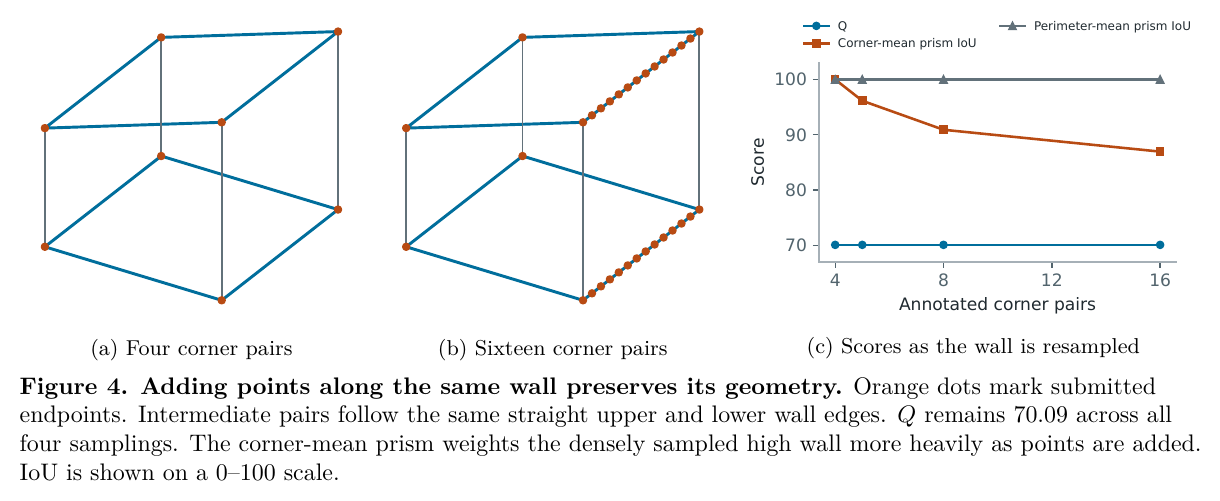 Q
Corner-mean prism IoU
Perimeter-mean prism IoU
100
90
80
70
Score
4
8
12
16
Annotated corner pairs
(a) Four corner pairs
(b) Sixteen corner pairs
(c) Scores as the wall is resampled
Figure 4. Adding points along the same wall preserves its geometry. Orange dots mark submitted
endpoints. Intermediate pairs follow the same straight upper and lower wall edges. Q remains 70.09 across all
four samplings. The corner-mean prism weights the densely sampled high wall more heavily as points are added.
IoU is shown on a 0–100 scale.